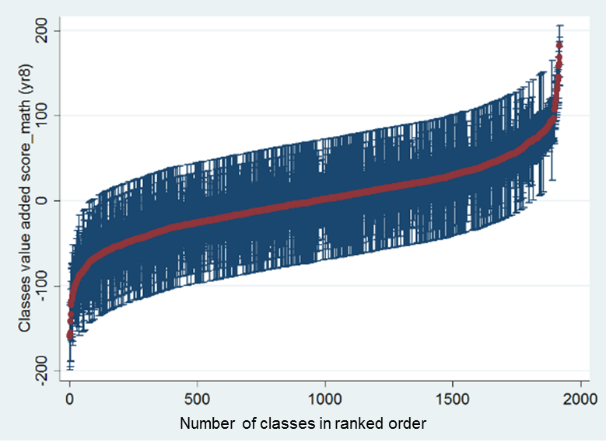 Classes value added score_math (yr8)
200
100
0
-100
-200
0 500 1000 1500 2000
Number of classes in ranked order